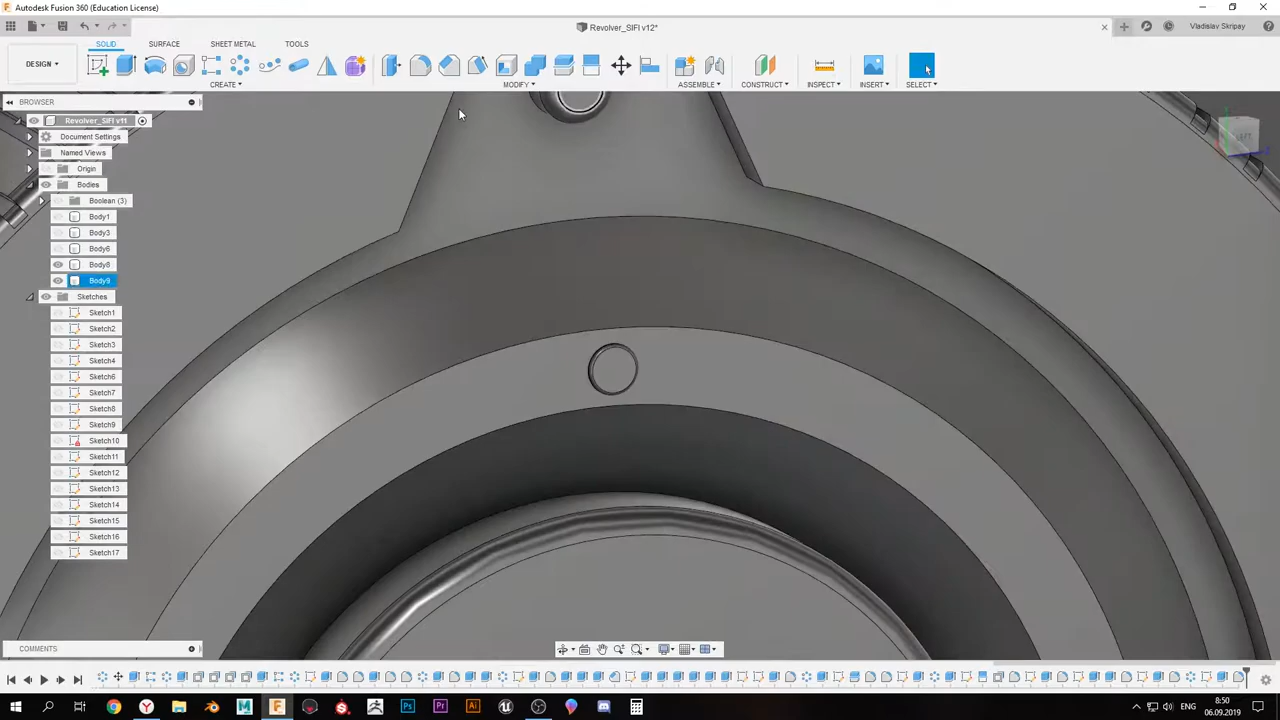 Autodesk Fusion 360 (Education License)
Revolver_SIFI v12*
Vladislav Skripay
SOLID SURFACE SHEET METAL TOOLS
DESIGN
CREATE MODIFY ASSEMBLE CONSTRUCT INSPECT INSERT SELECT
BROWSER
Revolver_SIFI v11
Document Settings
Named Views
Origin
Bodies
Boolean (3)
Body1
Body3
Body6
Body8
Body9
Sketches
Sketch1
Sketch2
Sketch3
Sketch4
Sketch6
Sketch7
Sketch8
Sketch9
Sketch10
Sketch11
Sketch12
Sketch13
Sketch14
Sketch15
Sketch16
Sketch17
LEFT
COMMENTS
8:50
06.09.2019